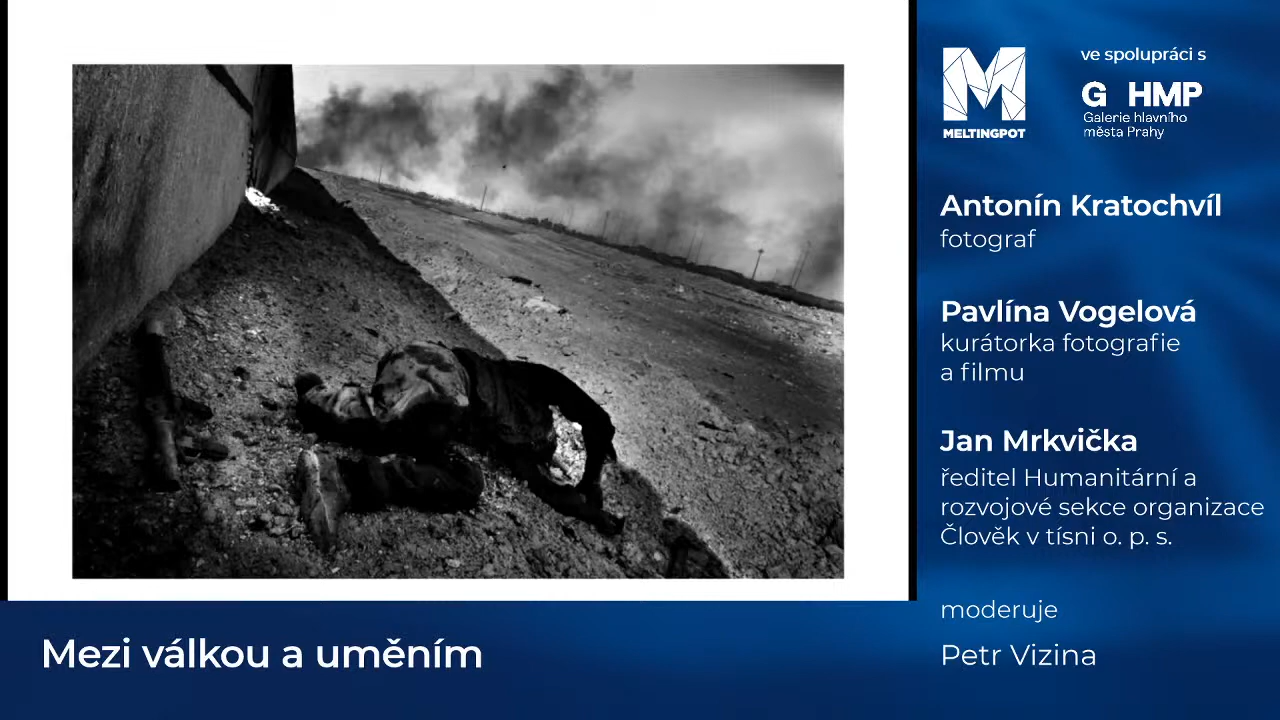 MELTINGPOT
ve spolupráci s
G HMP
Galerie hlavního
města Prahy
Antonín Kratochvíl
fotograf
Pavlína Vogelová
kurátorka fotografie
a filmu
Jan Mrkvička
ředitel Humanitární a
rozvojové sekce organizace
Člověk v tísni o. p. s.
moderuje
Petr Vizina
Mezi válkou a uměním